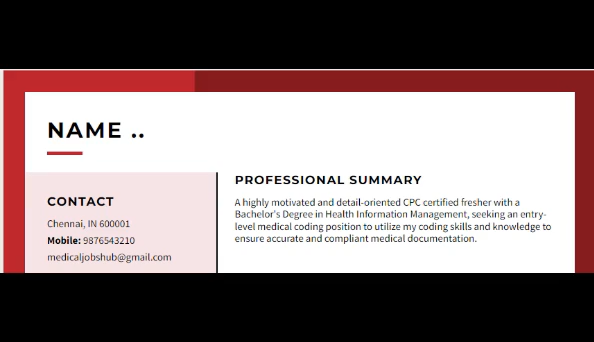 NAME ..
CONTACT
Chennai, IN 600001
Mobile: 9876543210
medicaljobshub@gmail.com
PROFESSIONAL SUMMARY
A highly motivated and detail-oriented CPC certified fresher with a
Bachelor's Degree in Health Information Management, seeking an entry-
level medical coding position to utilize my coding skills and knowledge to
ensure accurate and compliant medical documentation.